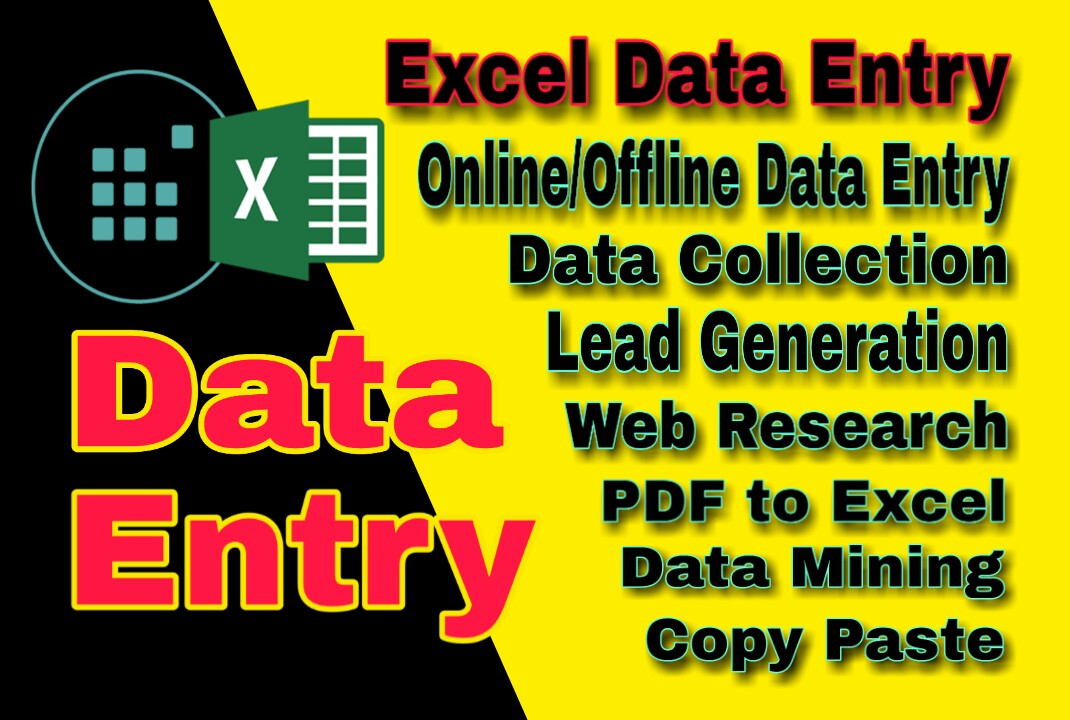 Excel Data Entry
Online/Offline Data Entry
Data Collection
Lead Generation
Web Research
PDF to Excel
Data Mining
Copy Paste
X
Data
Entry